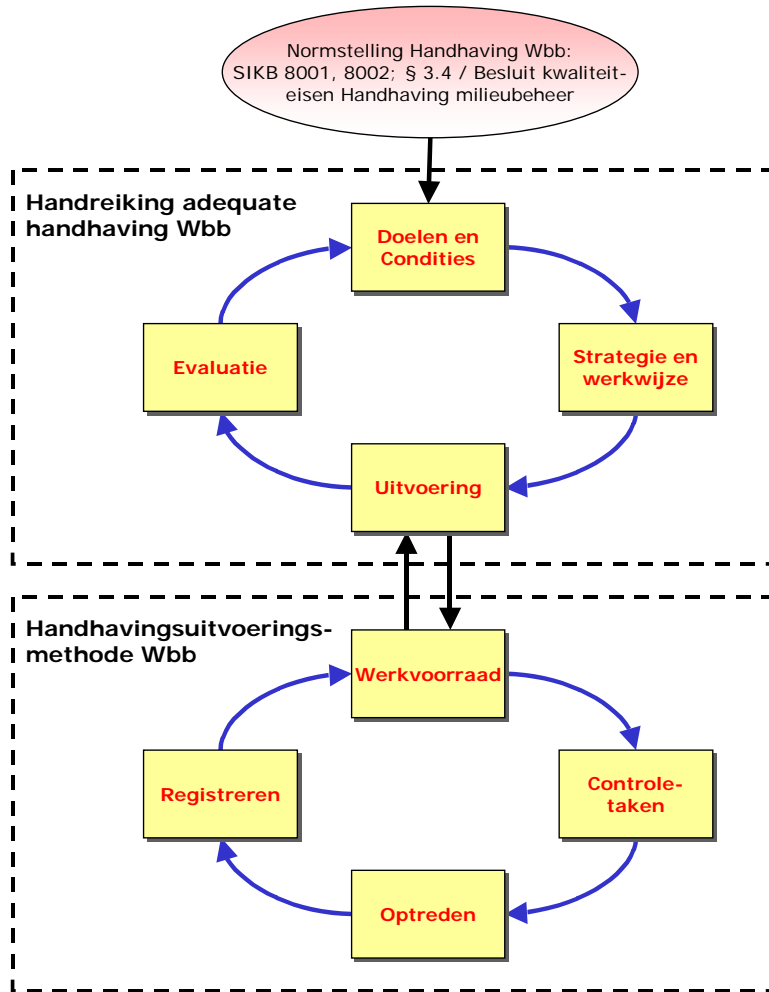 Normstelling Handhaving Wbb:
SIKB 8001, 8002; § 3.4 / Besluit kwaliteit-
eisen Handhaving milieubeheer
Handreiking adequate
handhaving Wbb
Doelen en
Condities
Evaluatie
Strategie en
werkwijze
Uitvoering
Handhavingsuitvoerings-
methode Wbb
Werkvoorraad
Registreren
Controle-
taken
Optreden